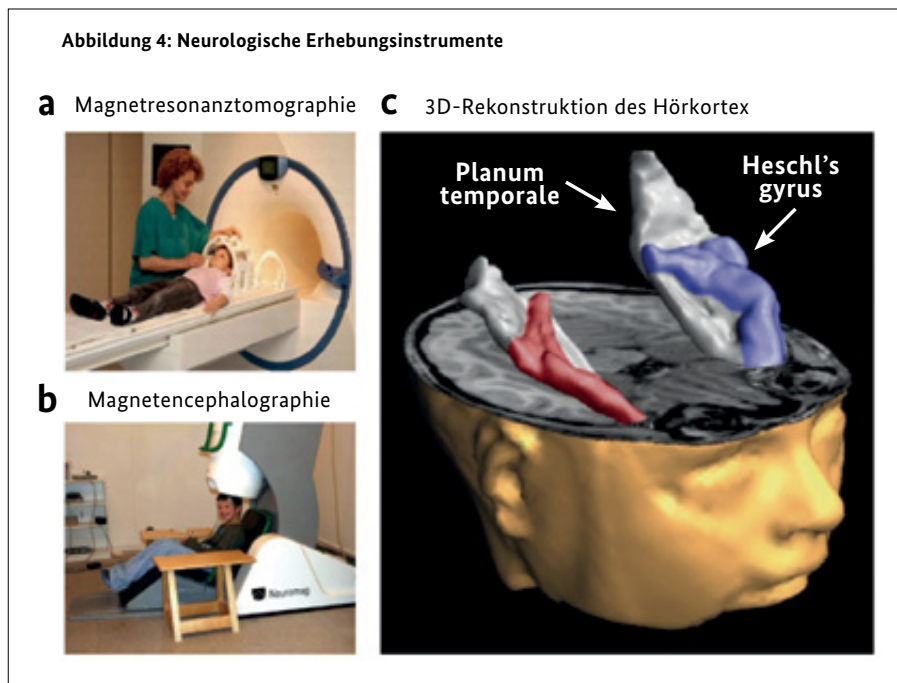 Abbildung 4: Neurologische Erhebungsinstrumente
a Magnetresonanztomographie
b Magnetencephalographie
Neuromag
c 3D-Rekonstruktion des Hörkortex
Planum
temporale
Heschl's
gyrus